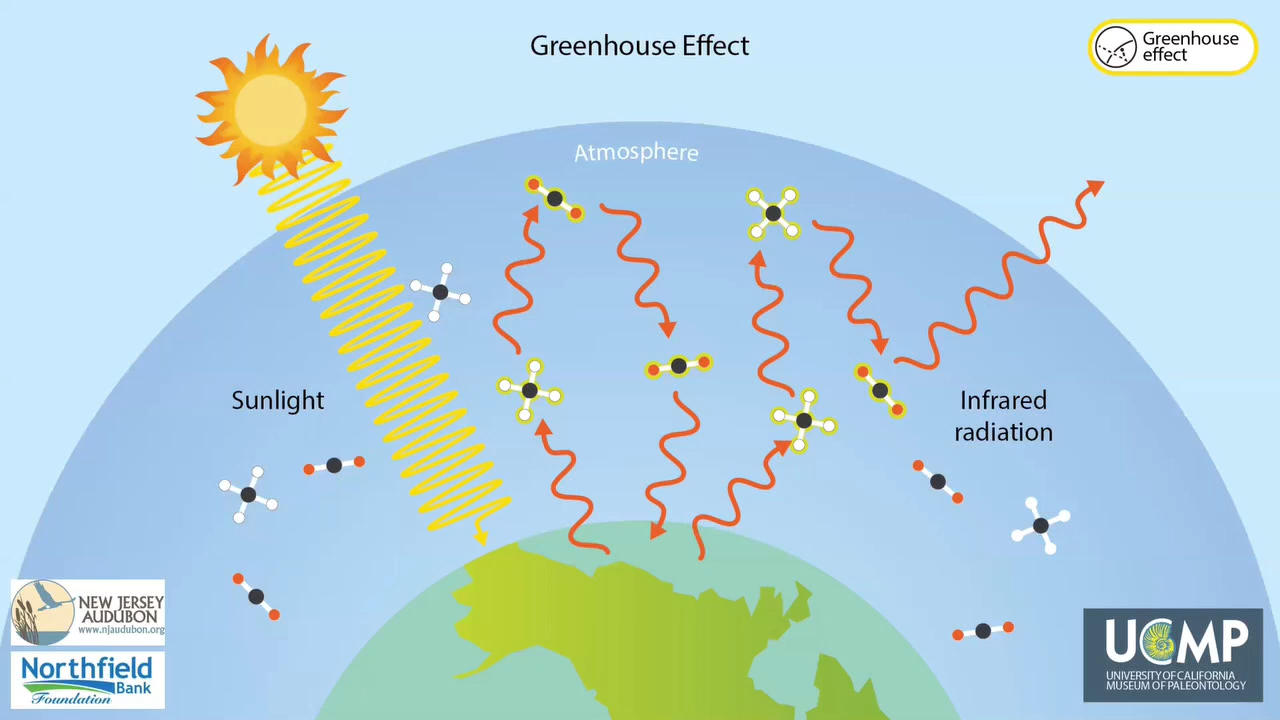 Greenhouse Effect
Greenhouse
effect
Atmosphere
Sunlight
Infrared
radiation
NEW JERSEY
AUDUBON
www.njaudubon.org
Northfield
Bank
Foundation
UCMP
UNIVERSITY OF CALIFORNIA
MUSEUM OF PALEONTOLOGY